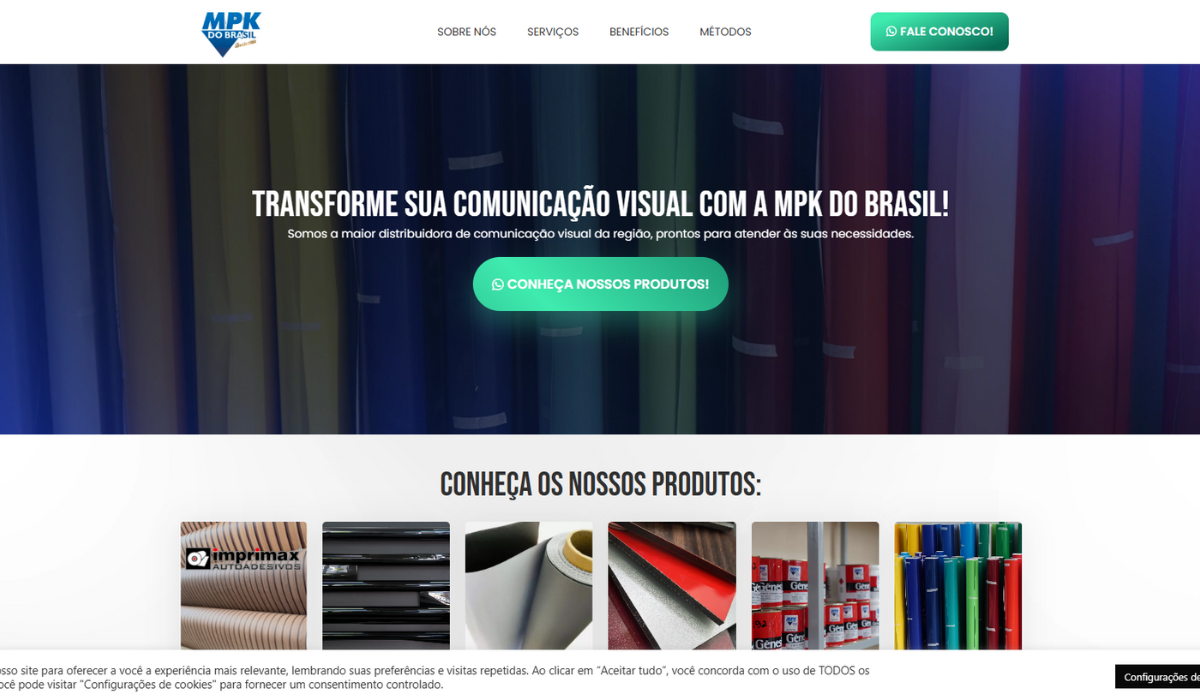 MPK
DO BRASIL
SOBRE NÓS
SERVIÇOS
BENEFÍCIOS
MÉTODOS
FALE CONOSCO!
TRANSFORME SUA COMUNICAÇÃO VISUAL COM A MPK DO BRASIL!
Somos a maior distribuidora de comunicação visual da região, prontos para atender às suas necessidades.
CONHEÇA NOSSOS PRODUTOS!
CONHEÇA OS NOSSOS PRODUTOS:
imprimax
AUTOADESIVOS
sso site para oferecer a você a experiência mais relevante, lembrando suas preferências e visitas repetidas. Ao clicar em "Aceitar tudo", você concorda com o uso de TODOS os
ocê pode visitar "Configurações de cookies" para fornecer um consentimento controlado.
Configurações de